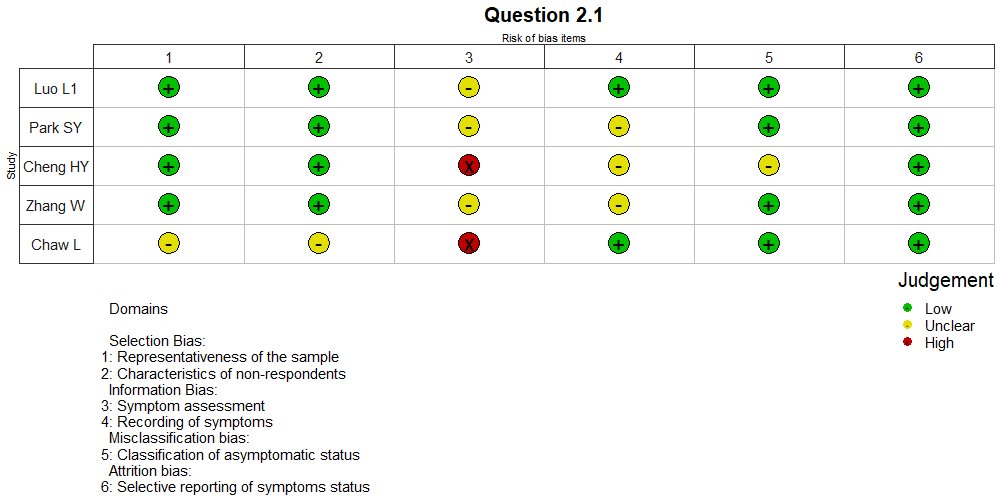 Question 2.1
Risk of bias items
1 2 3 4 5 6
Study
Luo L1 + + - + + +
Park SY + + - - + +
Cheng HY + + X - - +
Zhang W + + - - + +
Chaw L - - X + + +
Judgement
Low
Unclear
High
Domains
Selection Bias:
1: Representativeness of the sample
2: Characteristics of non-respondents
Information Bias:
3: Symptom assessment
4: Recording of symptoms
Misclassification bias:
5: Classification of asymptomatic status
Attrition bias:
6: Selective reporting of symptoms status